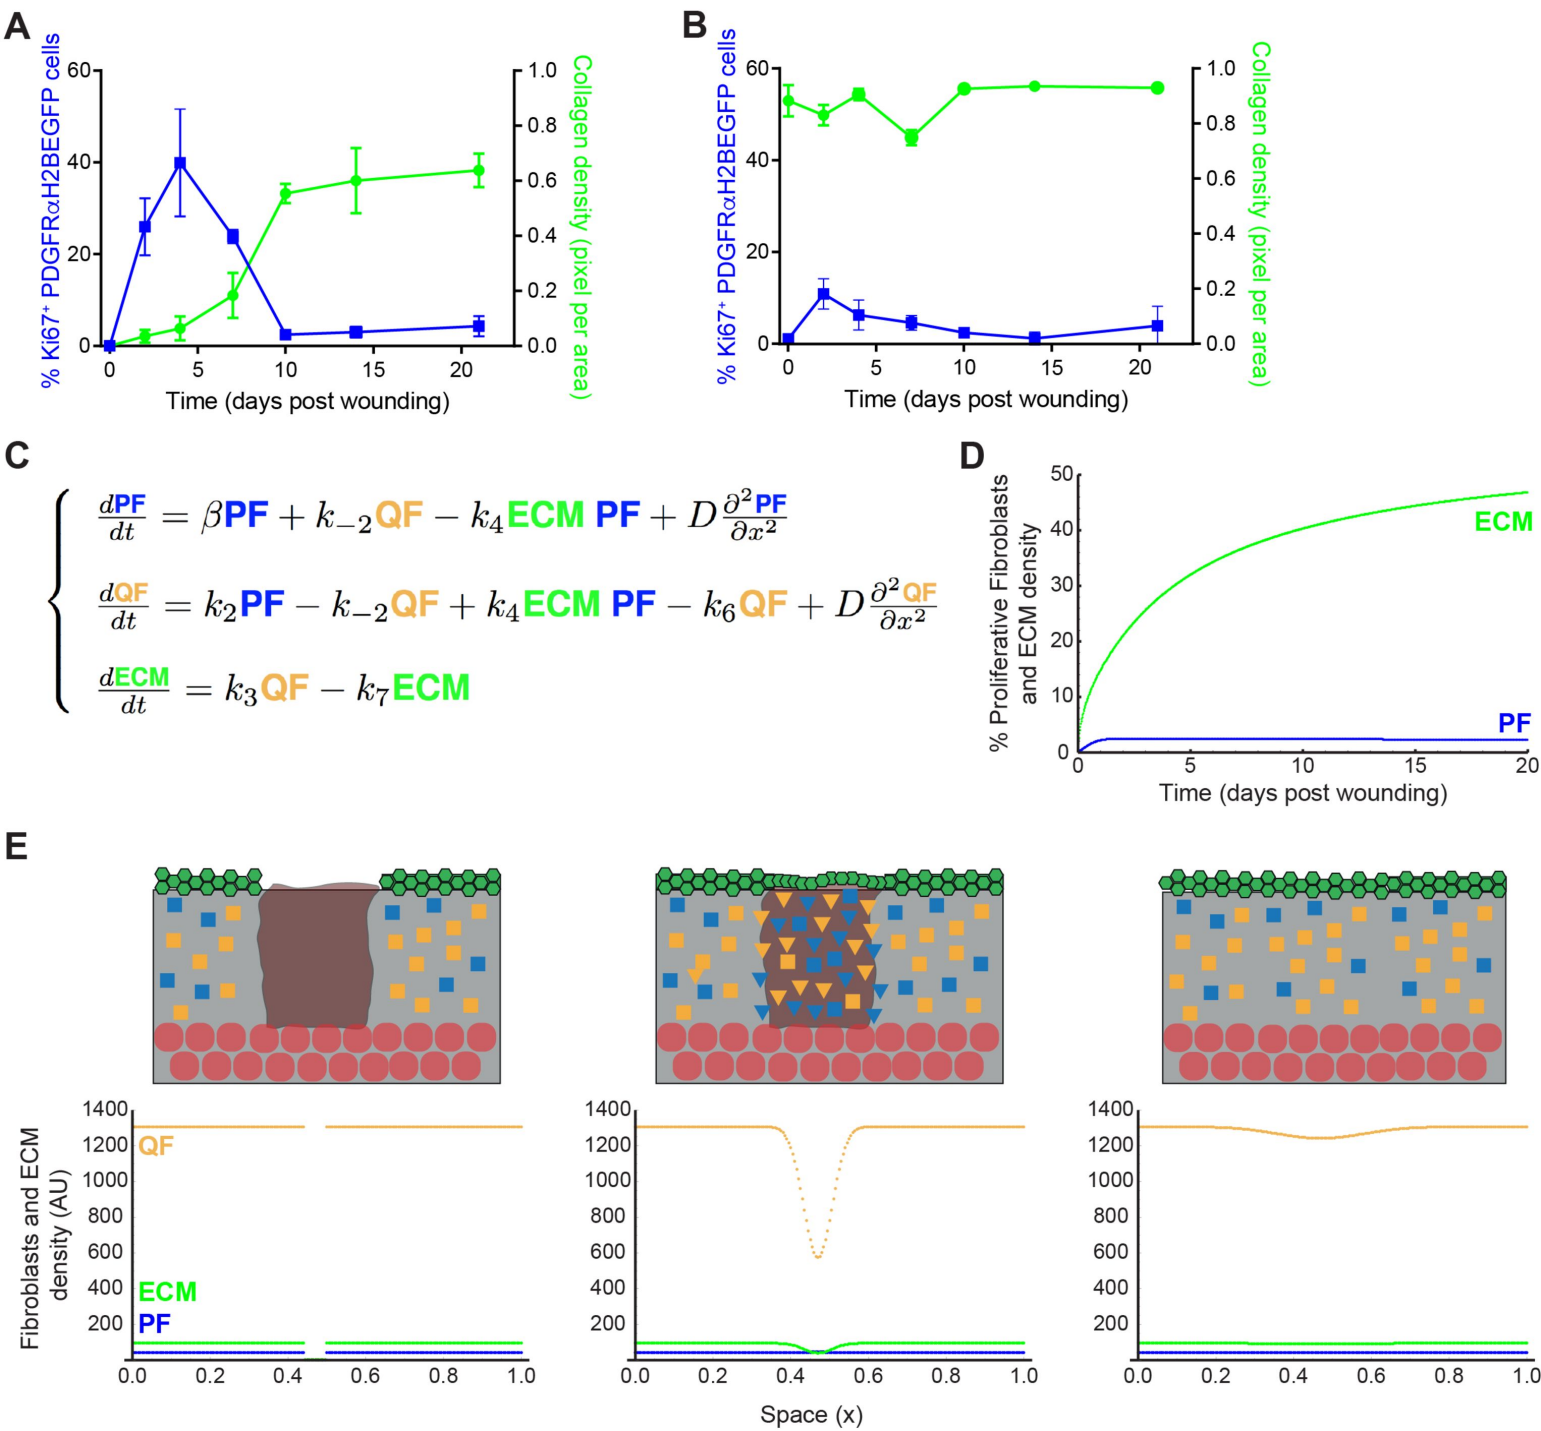 A
% Ki67⁺ PDGFRαH2BEGFP cells
60
40
20
0
1.0
0.8
0.6
0.4
0.2
0.0
Collagen density (pixel per area)
0 5 10 15 20
Time (days post wounding)
B
% Ki67⁺ PDGFRαH2BEGFP cells
60
40
20
0
1.0
0.8
0.6
0.4
0.2
0.0
Collagen density (pixel per area)
0 5 10 15 20
Time (days post wounding)
C
dPF/dt = βPF + k₋₂QF − k₄ECM PF + D ∂²PF/∂x²
dQF/dt = k₂PF − k₋₂QF + k₄ECM PF − k₆QF + D ∂²QF/∂x²
dECM/dt = k₃QF − k₇ECM
D
% Proliferative Fibroblasts
and ECM density
50
40
30
20
10
0
ECM
PF
0 5 10 15 20
Time (days post wounding)
E
Fibroblasts and ECM
density (AU)
1400
1200
1000
800
600
400
200
QF
ECM
PF
0.0 0.2 0.4 0.6 0.8 1.0
1400
1200
1000
800
600
400
200
0.0 0.2 0.4 0.6 0.8 1.0
1400
1200
1000
800
600
400
200
0.0 0.2 0.4 0.6 0.8 1.0
Space (x)